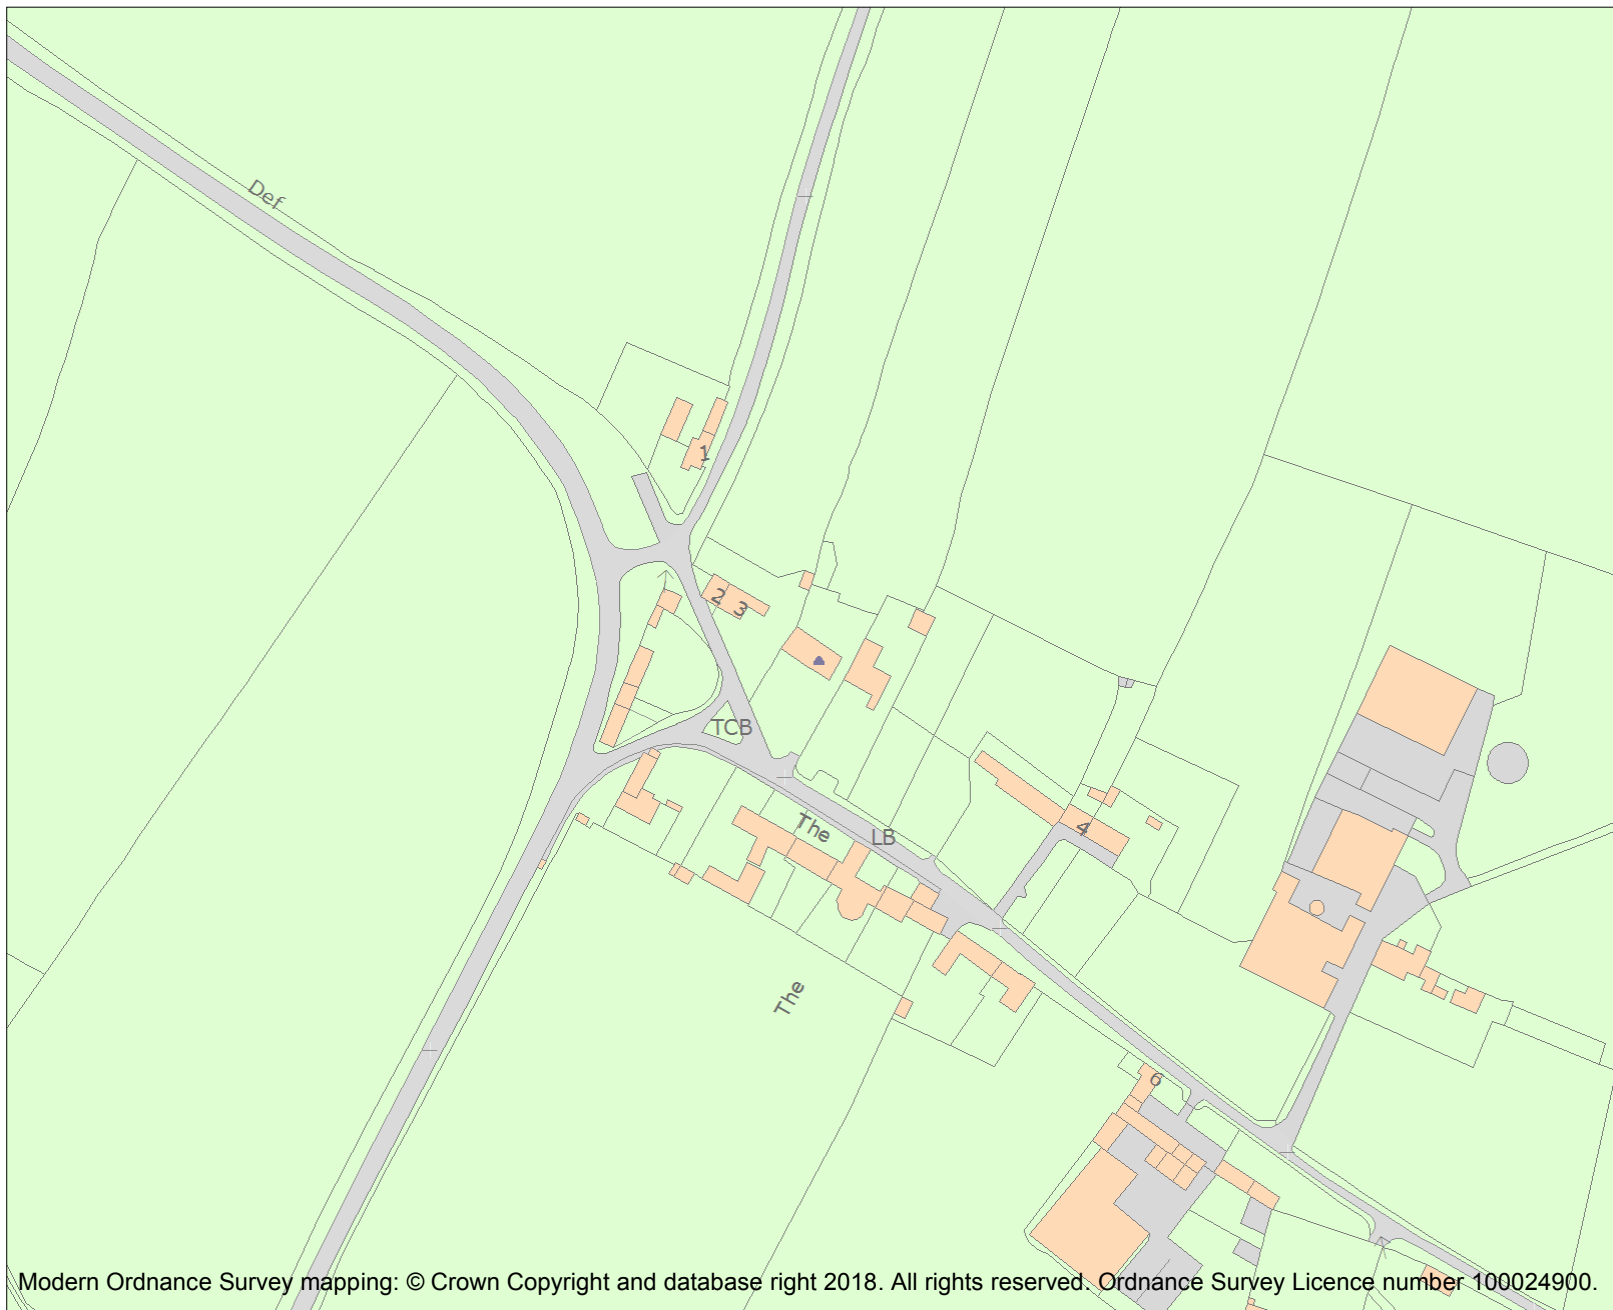 Def
1
2 3
TCB
The
LB
4
The
6
Modern Ordnance Survey mapping: © Crown Copyright and database right 2018. All rights reserved. Ordnance Survey Licence number 100024900.